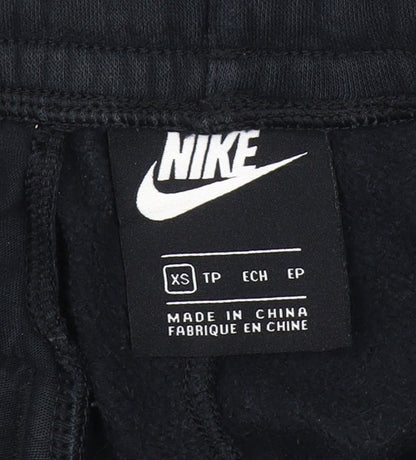 NIKE
XS TP ECH EP
MADE IN CHINA
FABRIQUE EN CHINE